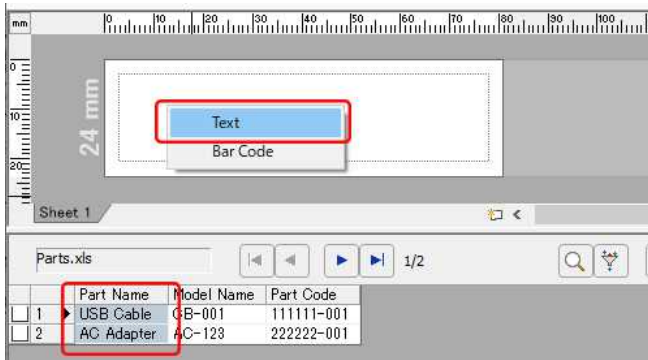 mm 0 10 20 30 40 50 60 70 80 90 100
0
10
20
24 mm
Text
Bar Code
Sheet 1
Parts.xls 1/2
Part Name Model Name Part Code
1 USB Cable CB-001 111111-001
2 AC Adapter AC-123 222222-001